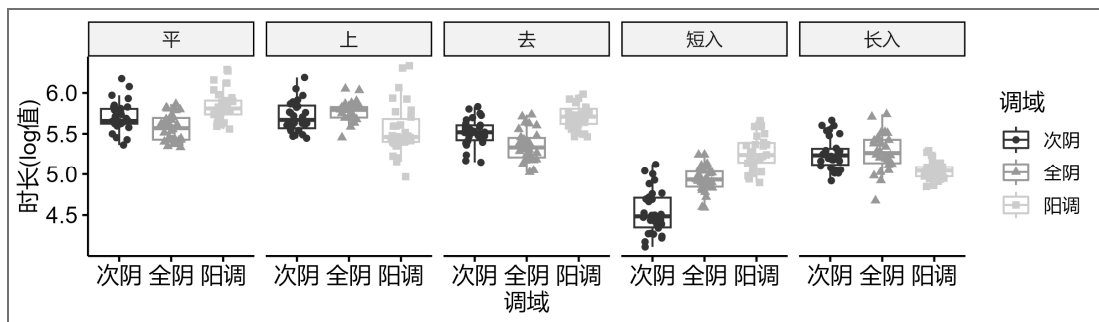 平 上 去 短入 长入
时长(log值)
6.0
5.5
5.0
4.5
次阴 全阴 阳调 次阴 全阴 阳调 次阴 全阴 阳调 次阴 全阴 阳调 次阴 全阴 阳调
调域
调域
次阴
全阴
阳调